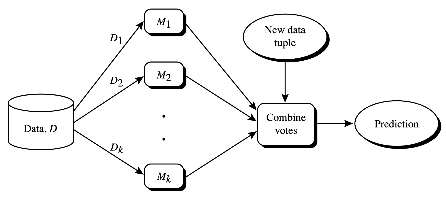 D1
M1
New data
tuple
D2
M2
Data, D
.
.
Combine
votes
Prediction
Dk
Mk